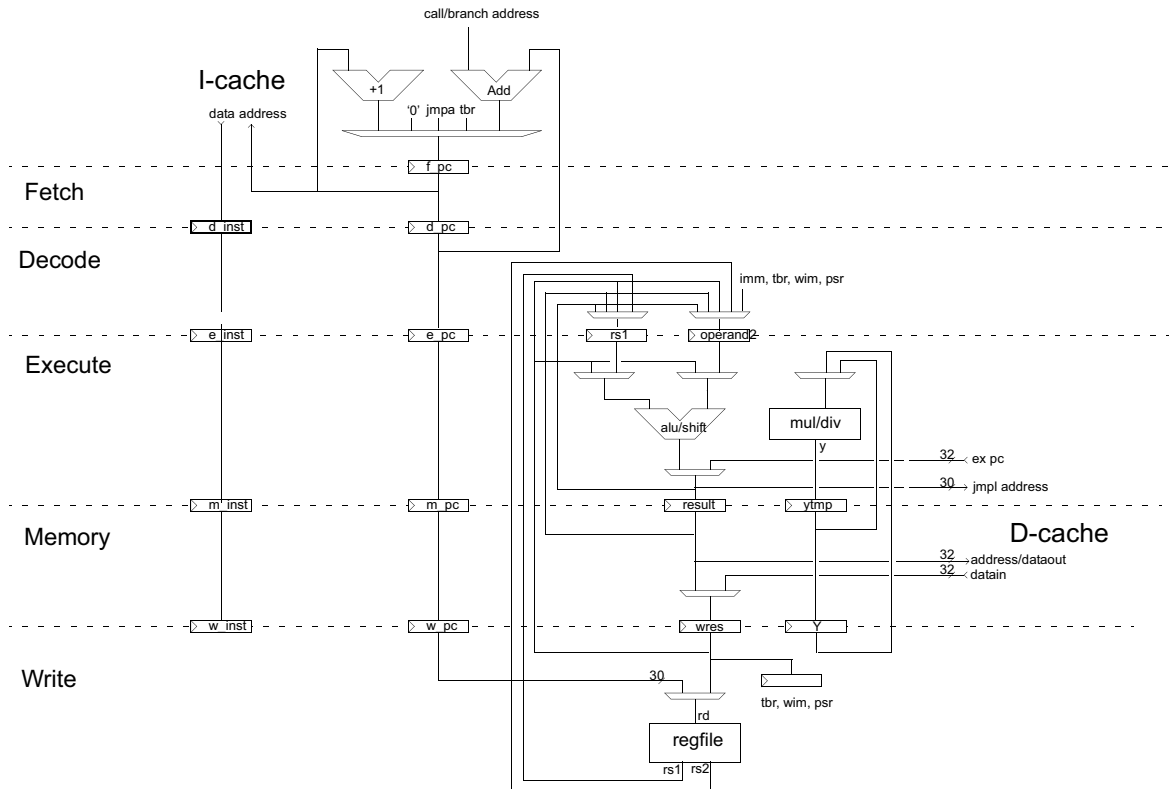 call/branch address
I-cache
+1
Add
data address
'0' jmpa tbr
f_pc
Fetch
d_inst
d_pc
Decode
imm, tbr, wim, psr
e_inst
e_pc
rs1
operand2
Execute
mul/div
alu/shift
y
32
ex pc
30
jmpl address
m_inst
m_pc
result
ytmp
Memory
D-cache
32
address/dataout
32
datain
w_inst
w_pc
wres
Y
Write
30
tbr, wim, psr
rd
regfile
rs1
rs2